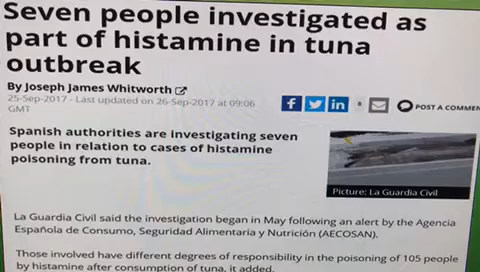 Seven people investigated as
part of histamine in tuna
outbreak
By Joseph James Whitworth
25-Sep-2017 - Last updated on 26-Sep-2017 at 09:06
GMT
f in POST A COMMEN
Spanish authorities are investigating seven
people in relation to cases of histamine
poisoning from tuna.
Picture: La Guardia Civil
La Guardia Civil said the investigation began in May following an alert by the Agencia
Española de Consumo, Seguridad Alimentaria y Nutrición (AECOSAN).
Those involved have different degrees of responsibility in the poisoning of 105 people
by histamine after consumption of tuna, it added.